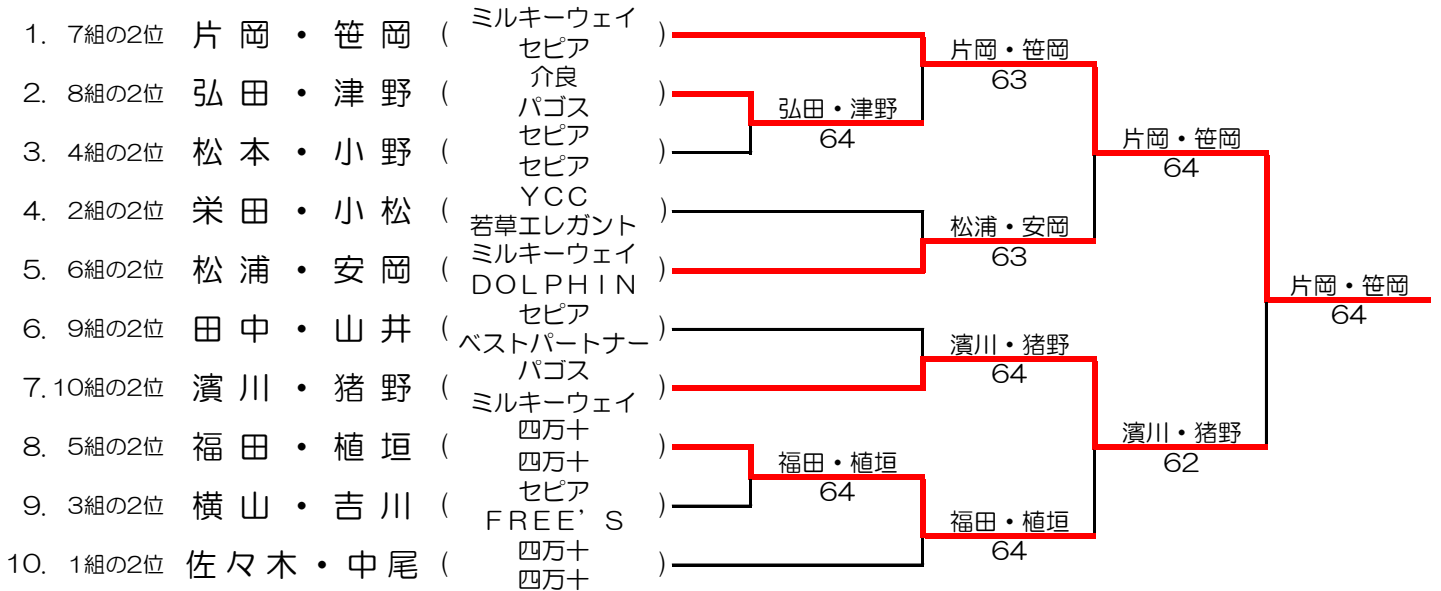 ミルキーウェイ
1. 7組の2位 片岡・笹岡 ( )
セピア
片岡・笹岡
63
介良
2. 8組の2位 弘田・津野 ( )
パゴス
弘田・津野
64
セピア
3. 4組の2位 松本・小野 ( )
セピア
片岡・笹岡
64
YCC
4. 2組の2位 栄田・小松 ( )
若草エレガント
松浦・安岡
63
ミルキーウェイ
5. 6組の2位 松浦・安岡 ( )
DOLPHIN
片岡・笹岡
64
セピア
6. 9組の2位 田中・山井 ( )
ベストパートナー
濱川・猪野
64
パゴス
7. 10組の2位 濱川・猪野 ( )
ミルキーウェイ
四万十
8. 5組の2位 福田・植垣 ( )
四万十
濱川・猪野
62
福田・植垣
64
セピア
9. 3組の2位 横山・吉川 ( )
FREE'S
福田・植垣
64
四万十
10. 1組の2位 佐々木・中尾 ( )
四万十